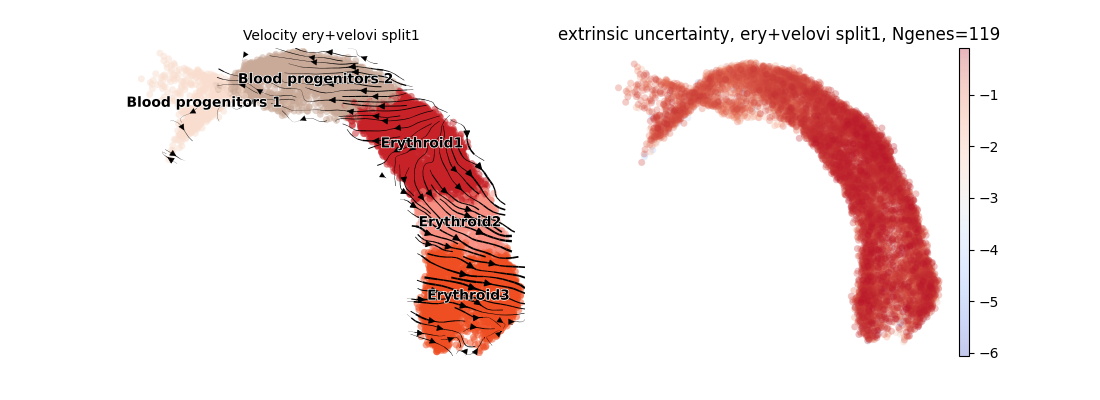 Velocity ery+velovi split1
Blood progenitors 2
Blood progenitors 1
Erythroid1
Erythroid2
Erythroid3
extrinsic uncertainty, ery+velovi split1, Ngenes=119
−1
−2
−3
−4
−5
−6